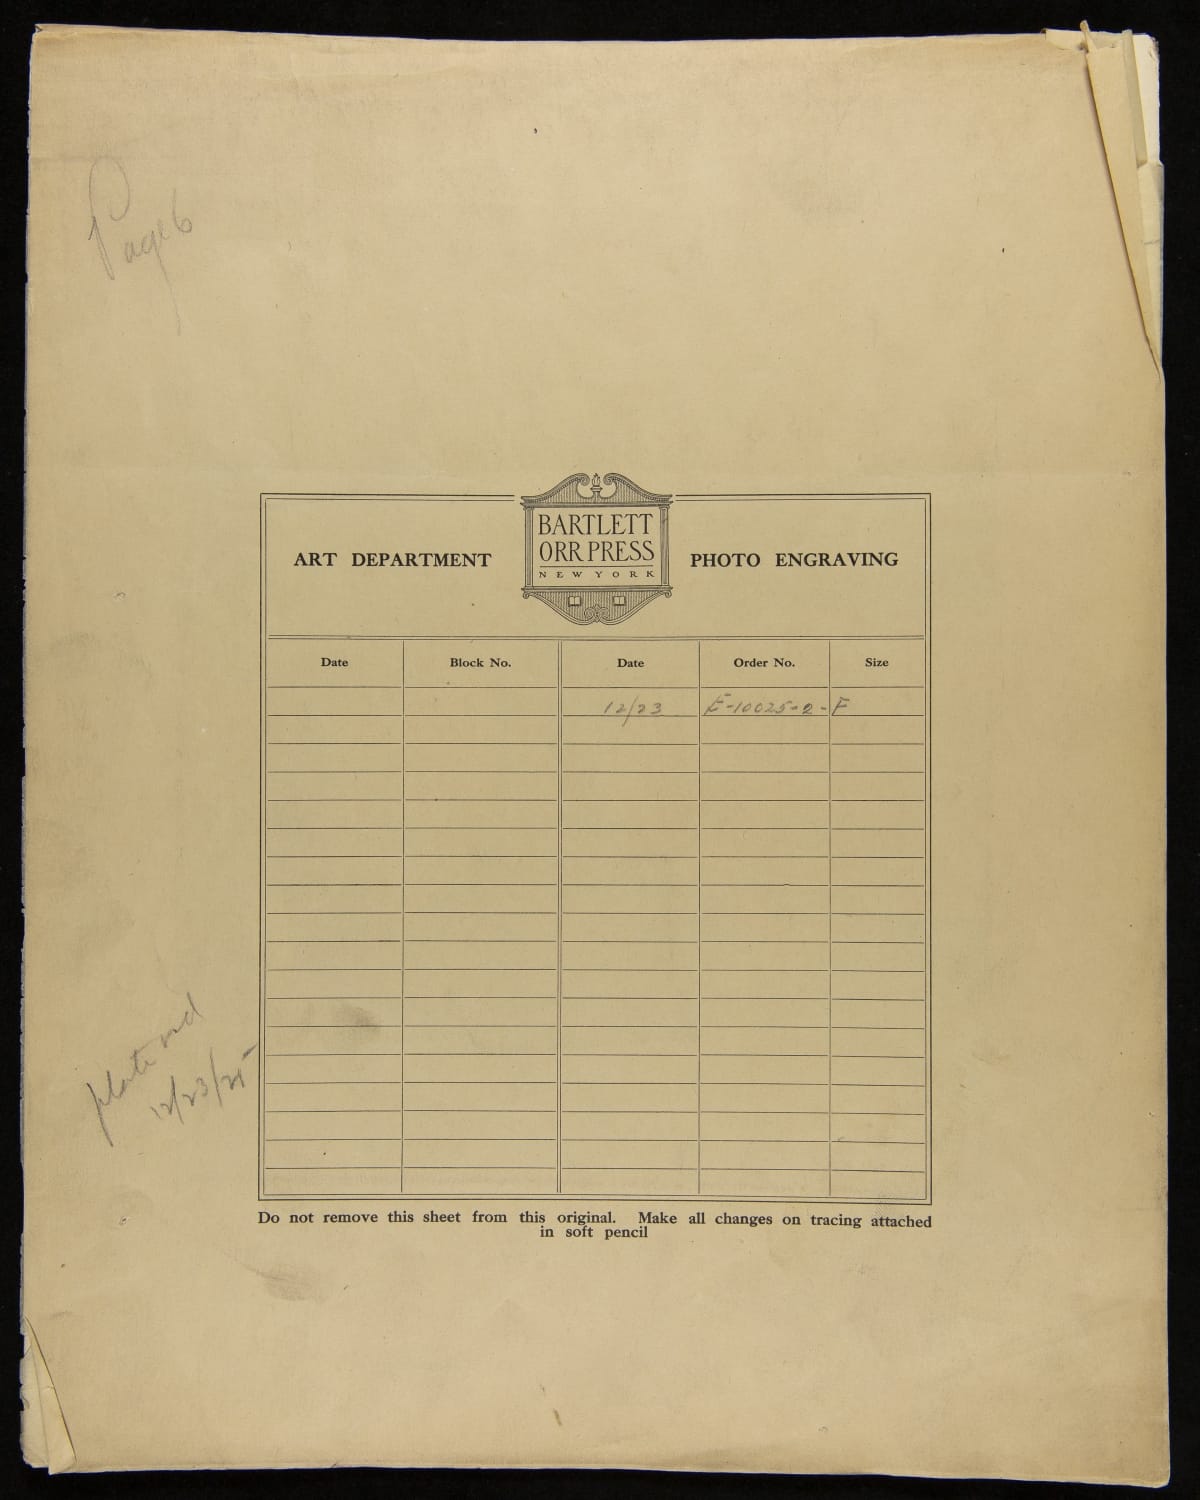 Page 6
BARTLETT
ORR PRESS
NEW YORK
ART DEPARTMENT
PHOTO ENGRAVING
Date Block No. Date Order No. Size
12/23 E-10025-2-F
plate
12/23/25
Do not remove this sheet from this original. Make all changes on tracing attached
in soft pencil